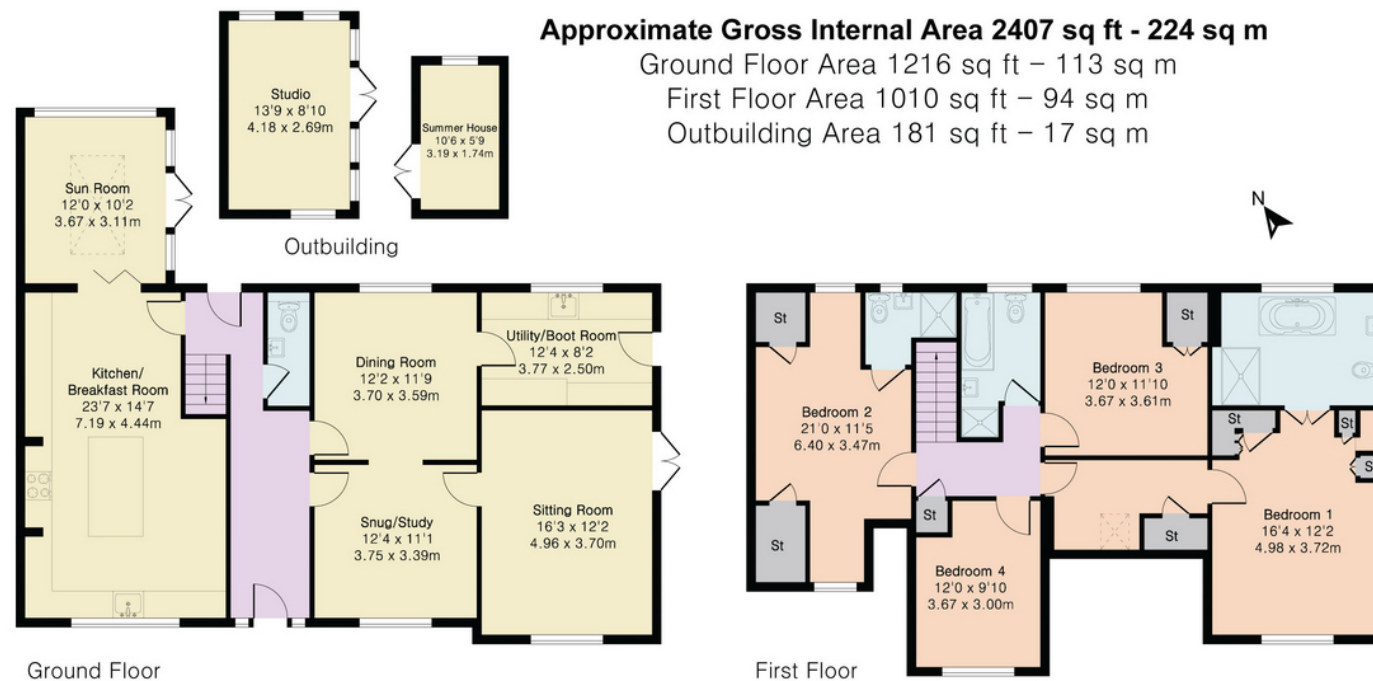 Approximate Gross Internal Area 2407 sq ft - 224 sq m
Ground Floor Area 1216 sq ft – 113 sq m
First Floor Area 1010 sq ft – 94 sq m
Outbuilding Area 181 sq ft – 17 sq m
Studio
13'9 x 8'10
4.18 x 2.69m
Summer House
10'6 x 5'9
3.19 x 1.74m
Outbuilding
Sun Room
12'0 x 10'2
3.67 x 3.11m
Kitchen/
Breakfast Room
23'7 x 14'7
7.19 x 4.44m
Dining Room
12'2 x 11'9
3.70 x 3.59m
Utility/Boot Room
12'4 x 8'2
3.77 x 2.50m
Snug/Study
12'4 x 11'1
3.75 x 3.39m
Sitting Room
16'3 x 12'2
4.96 x 3.70m
Ground Floor
N
St
Bedroom 2
21'0 x 11'5
6.40 x 3.47m
St
St
Bedroom 3
12'0 x 11'10
3.67 x 3.61m
St
St
St
S
St
Bedroom 1
16'4 x 12'2
4.98 x 3.72m
St
Bedroom 4
12'0 x 9'10
3.67 x 3.00m
First Floor